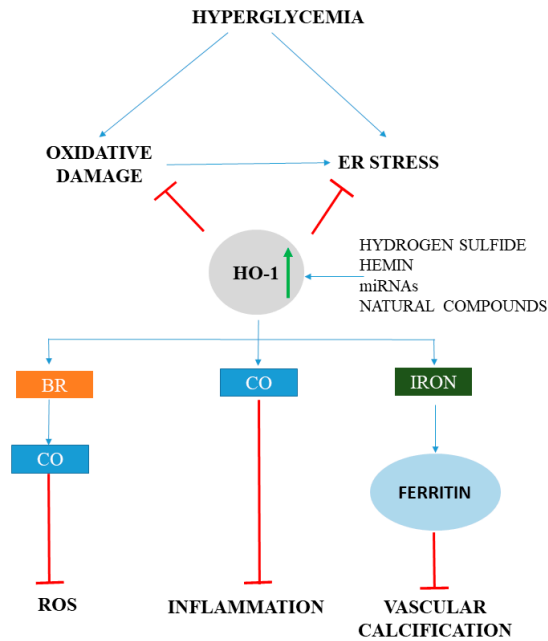 HYPERGLYCEMIA
OXIDATIVE
DAMAGE
ER STRESS
HO-1
HYDROGEN SULFIDE
HEMIN
miRNAs
NATURAL COMPOUNDS
BR
CO
IRON
CO
FERRITIN
ROS
INFLAMMATION
VASCULAR
CALCIFICATION